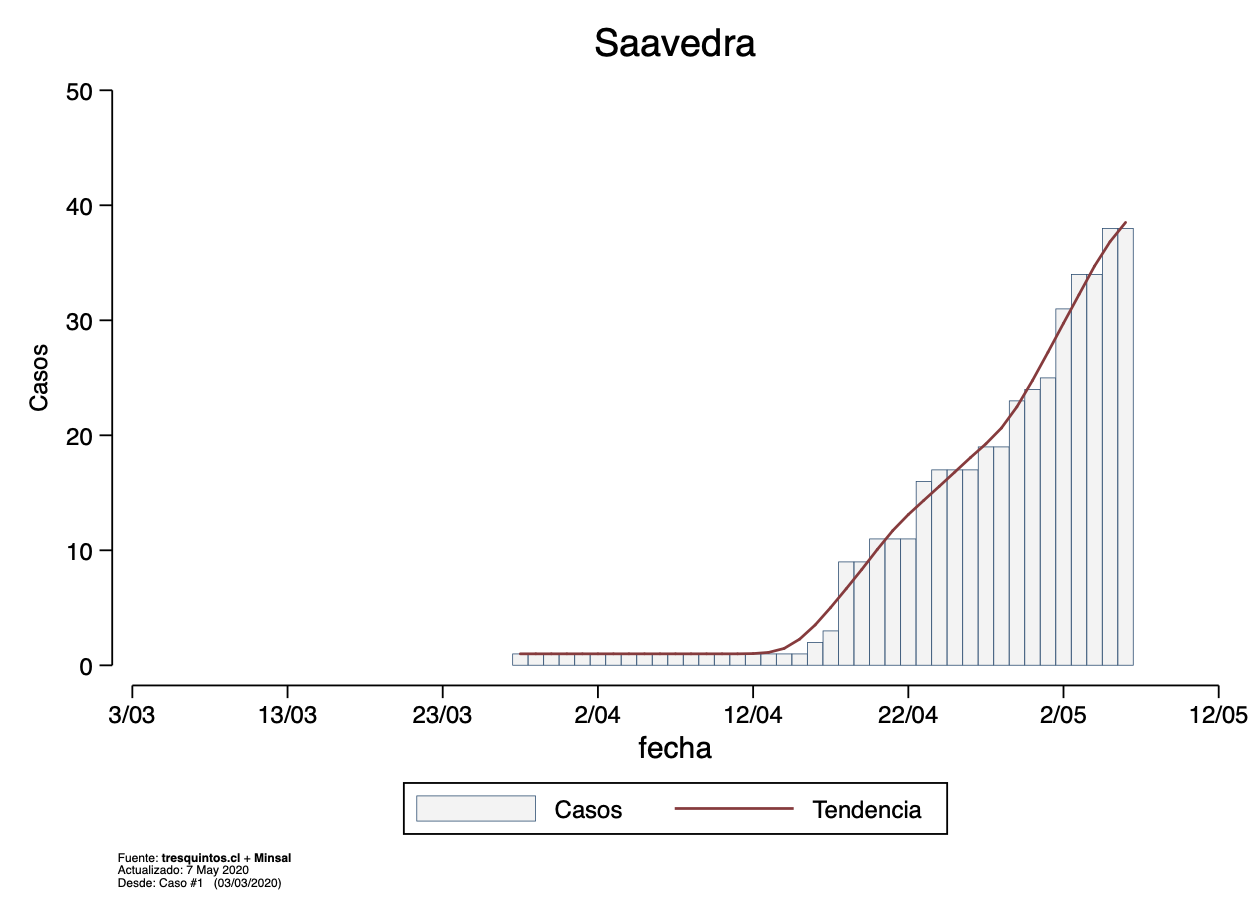 Saavedra
50
40
30
20
10
0
Casos
3/03 13/03 23/03 2/04 12/04 22/04 2/05 12/05
fecha
Casos Tendencia
Fuente: tresquintos.cl + Minsal
Actualizado: 7 May 2020
Desde: Caso #1 (03/03/2020)